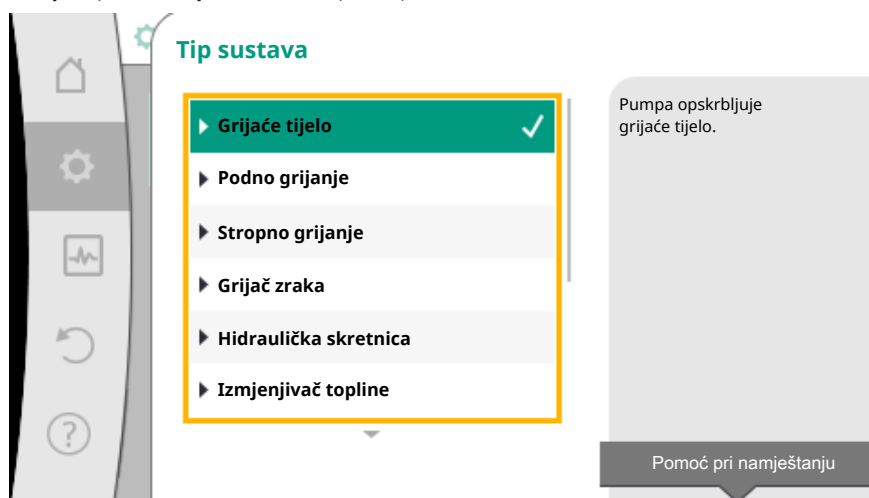 Tip sustava
Grijaće tijelo
Podno grijanje
Stropno grijanje
Grijač zraka
Hidraulička skretnica
Izmjenjivač topline
Pumpa opskrbljuje
grijaće tijelo.
Pomoć pri namještanju